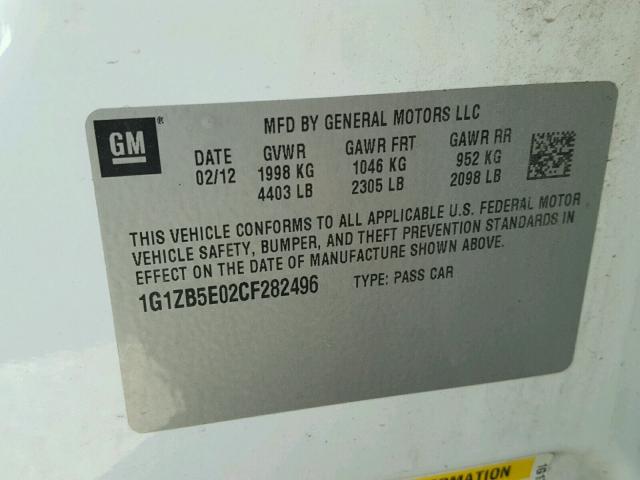 GM
MFD BY GENERAL MOTORS LLC
DATE GVWR GAWR FRT GAWR RR
02/12 1998 KG 1046 KG 952 KG
4403 LB 2305 LB 2098 LB
THIS VEHICLE CONFORMS TO ALL APPLICABLE U.S. FEDERAL MOTOR
VEHICLE SAFETY, BUMPER, AND THEFT PREVENTION STANDARDS IN
EFFECT ON THE DATE OF MANUFACTURE SHOWN ABOVE.
1G1ZB5E02CF282496 TYPE: PASS CAR